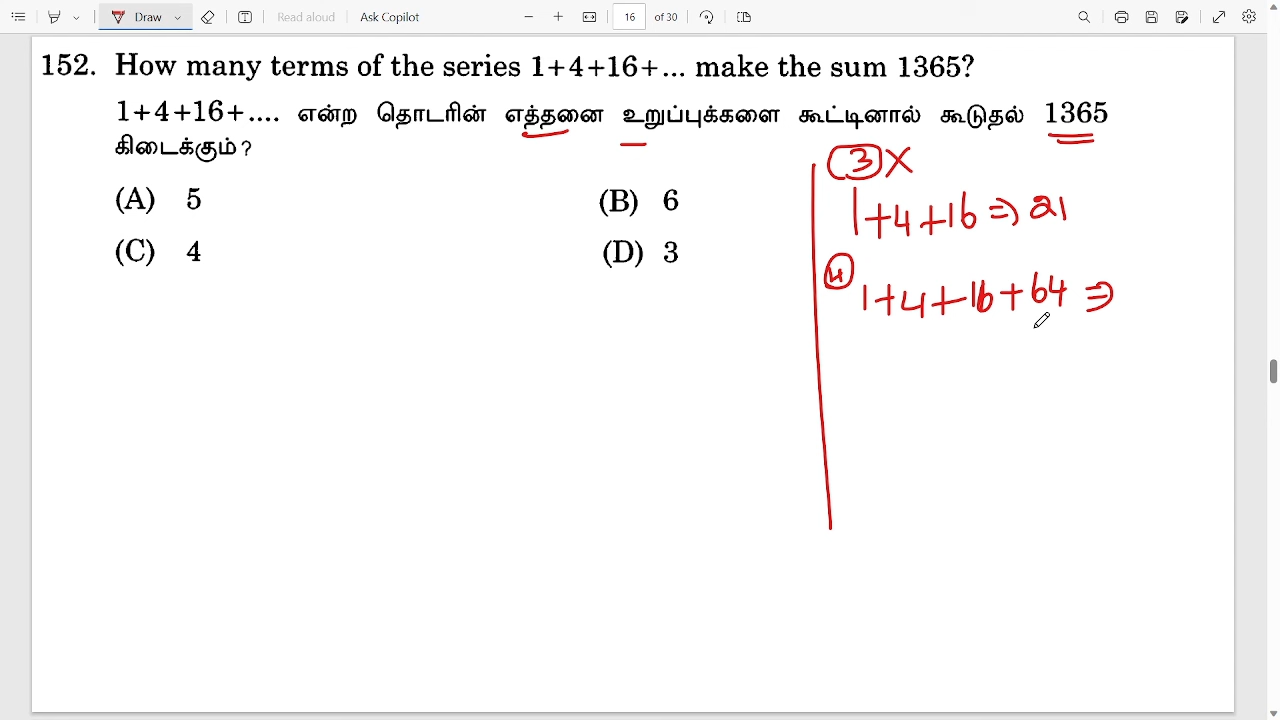 Draw Read aloud Ask Copilot 16 of 30
152. How many terms of the series 1+4+16+... make the sum 1365?
1+4+16+.... என்ற தொடரின் எத்தனை உறுப்புக்களை கூட்டினால் கூடுதல் 1365
கிடைக்கும்?
(A) 5 (B) 6
(C) 4 (D) 3
3 X
1+4+16 => 21
4
1+4+16+64 =>